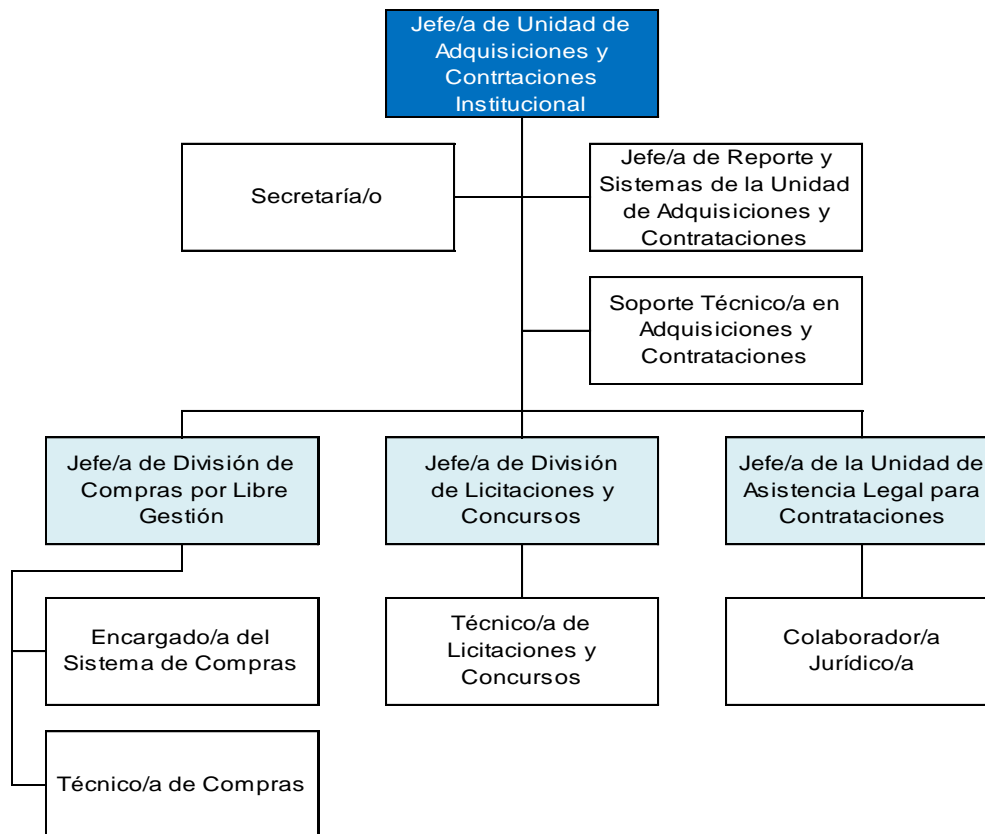 Jefe/a de Unidad de
Adquisiciones y
Contrtaciones
Institucional
Secretaría/o
Jefe/a de Reporte y
Sistemas de la Unidad
de Adquisiciones y
Contrataciones
Soporte Técnico/a en
Adquisiciones y
Contrataciones
Jefe/a de División de
Compras por Libre
Gestión
Jefe/a de División
de Licitaciones y
Concursos
Jefe/a de la Unidad de
Asistencia Legal para
Contrataciones
Encargado/a del
Sistema de Compras
Técnico/a de
Licitaciones y
Concursos
Colaborador/a
Jurídico/a
Técnico/a de Compras